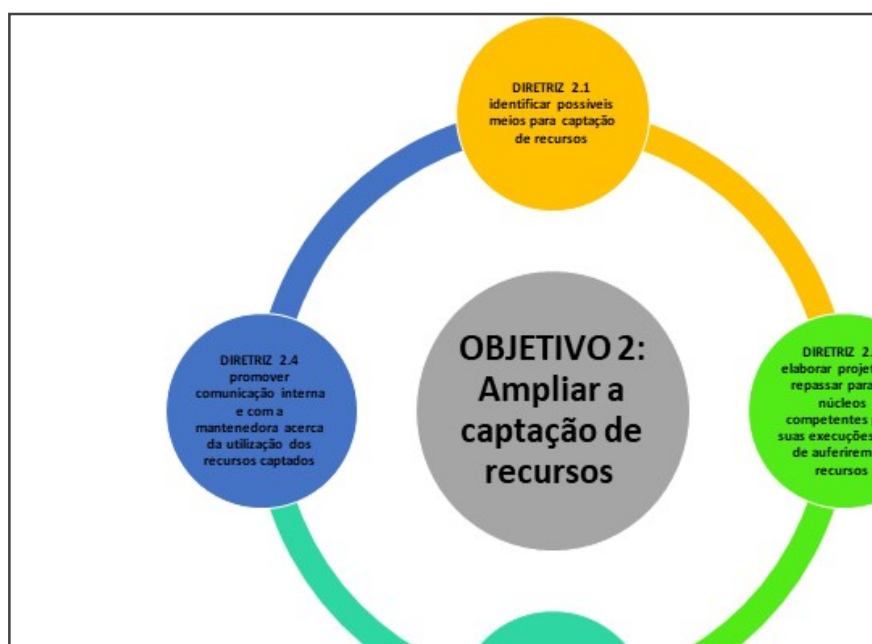 DIRETRIZ 2.1
identificar possíveis
meios para captação
de recursos
OBJETIVO 2:
Ampliar a
captação de
recursos
DIRETRIZ 2.4
promover
comunicação interna
e com a
mantenedora acerca
da utilização dos
recursos captados
DIRETRIZ 2.
elaborar
repassar para
núcleos
competentes
suas execuções
de auferirem
recursos